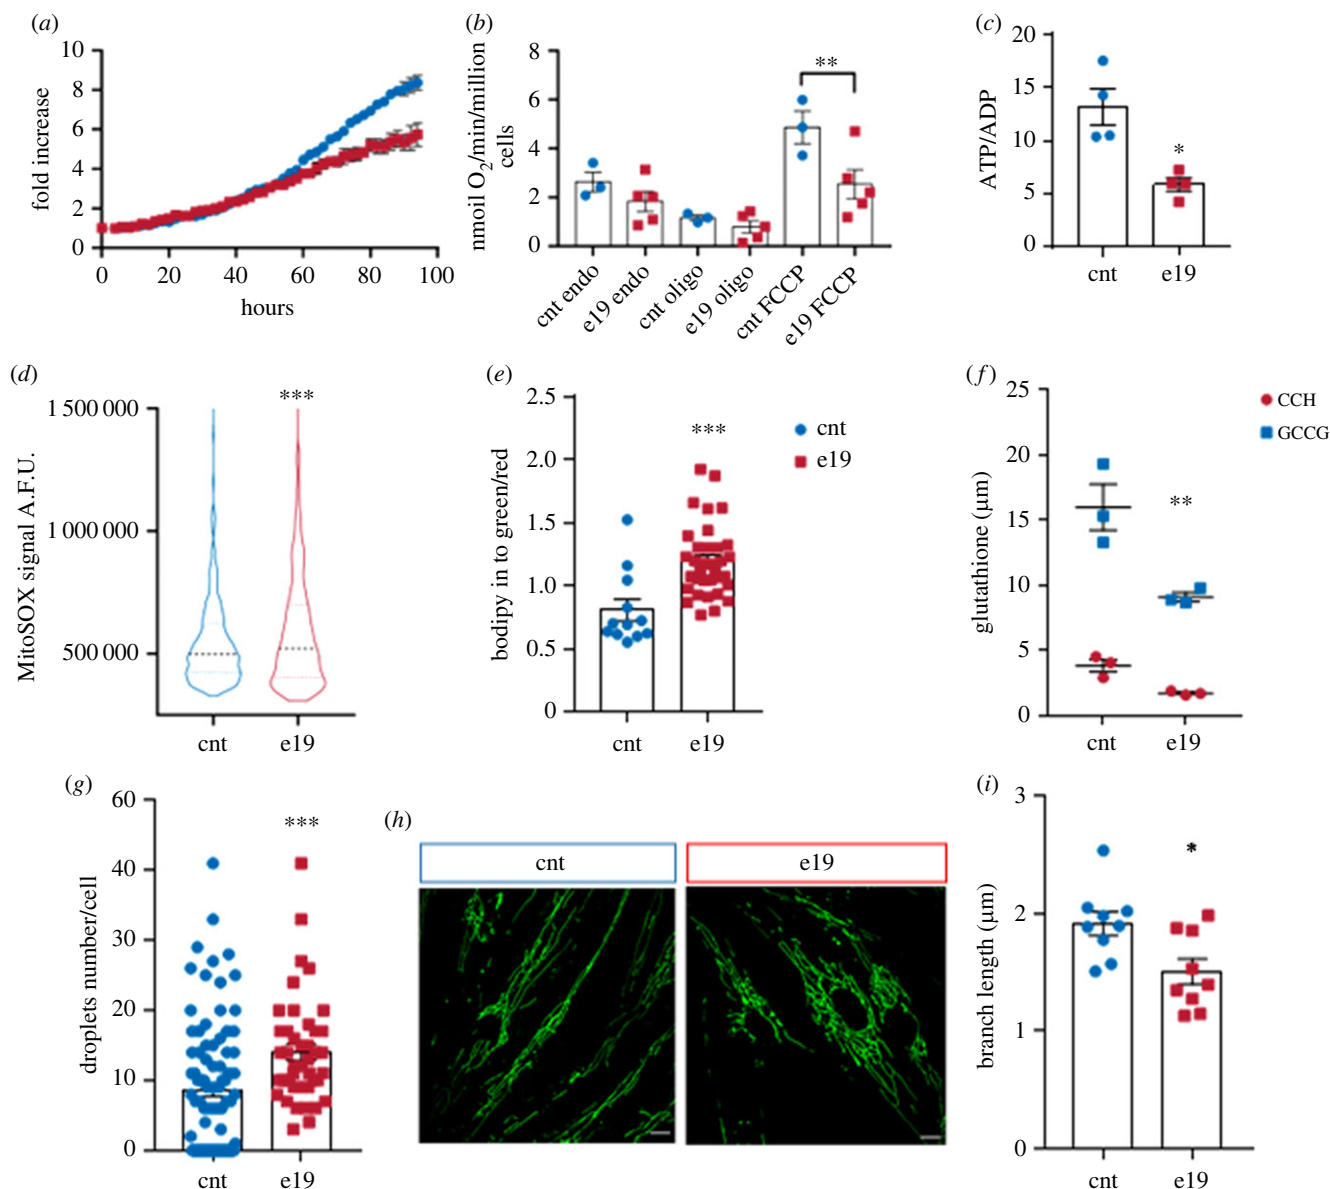 (a)
10
8
6
4
2
0
fold increase
0 20 40 60 80 100
hours
(b)
8
6
4
2
0
nmoil O2/min/million
cells
**
cnt endo
e19 endo
cnt oligo
e19 oligo
cnt FCCP
e19 FCCP
(c)
20
15
10
5
0
ATP/ADP
*
cnt e19
(d)
1 500 000
1 000 000
500 000
MitoSOX signal A.F.U.
***
cnt e19
(e)
2.5
2.0
1.5
1.0
0.5
0
bodipy in to green/red
***
cnt
e19
cnt e19
(f)
25
20
15
10
5
0
glutathione (µm)
**
CCH
GCCG
cnt e19
(g)
60
40
30
20
10
0
droplets number/cell
***
cnt e19
(h)
cnt e19
(i)
3
2
1
0
branch length (µm)
*
cnt e19